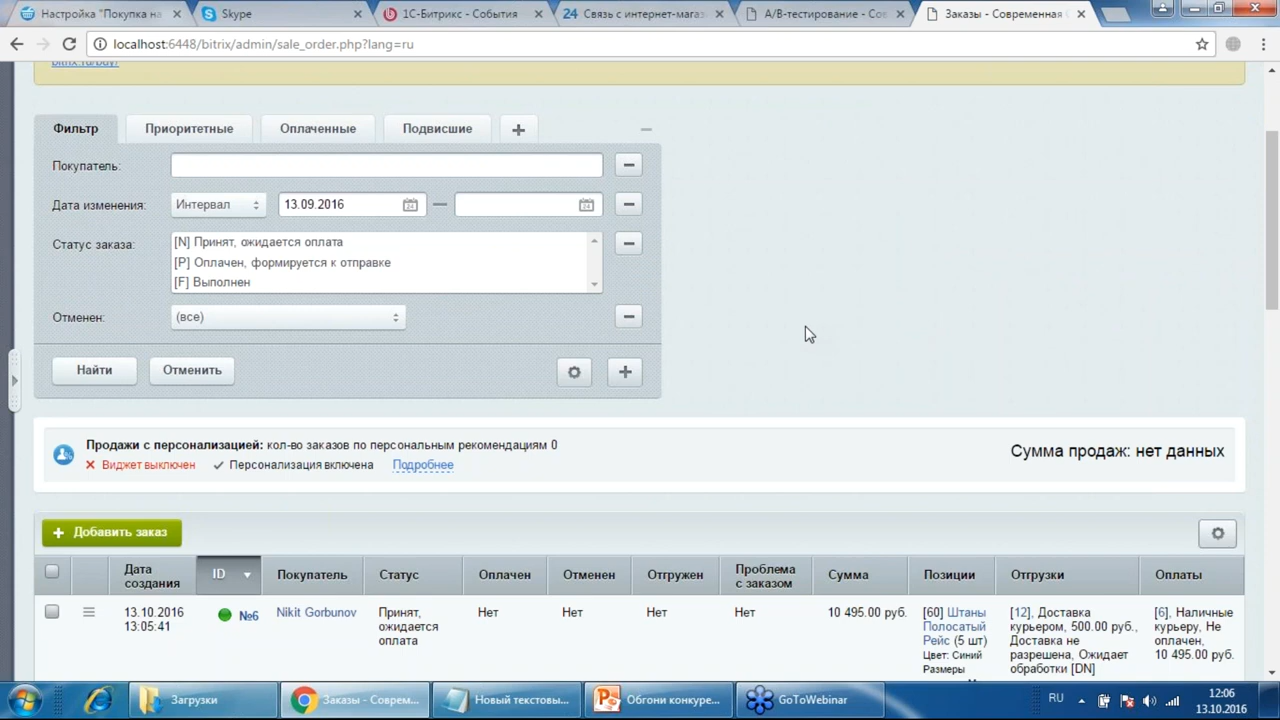 Настройка "Покупка на
Skype
1С-Битрикс - События
Связь с интернет-магаз
А/В-тестирование - Сов
Заказы - Современная
localhost:6448/bitrix/admin/sale_order.php?lang=ru
bitrix.ru/buy/
Фильтр
Приоритетные
Оплаченные
Подвисшие
Покупатель:
Дата изменения:
Интервал
13.09.2016
Статус заказа:
[N] Принят, ожидается оплата
[P] Оплачен, формируется к отправке
[F] Выполнен
Отменен:
(все)
Найти
Отменить
Продажи с персонализацией: кол-во заказов по персональным рекомендациям 0
Виджет выключен
Персонализация включена
Подробнее
Сумма продаж: нет данных
Добавить заказ
Дата создания
ID
Покупатель
Статус
Оплачен
Отменен
Отгружен
Проблема с заказом
Сумма
Позиции
Отгрузки
Оплаты
13.10.2016
13:05:41
№6
Nikit Gorbunov
Принят,
ожидается
оплата
Нет
Нет
Нет
Нет
10 495.00 руб.
[60] Штаны
Полосатый
Рейс (5 шт)
Цвет: Синий
Размеры
[12], Доставка
курьером, 500.00 руб.,
Доставка не
разрешена, Ожидает
обработки [DN]
[6], Наличные
курьеру, Не
оплачен,
10 495.00 руб.
Загрузки
Заказы - Соврем...
Новый текстовы...
Обгони конкуре...
GoToWebinar
RU
12:06
13.10.2016